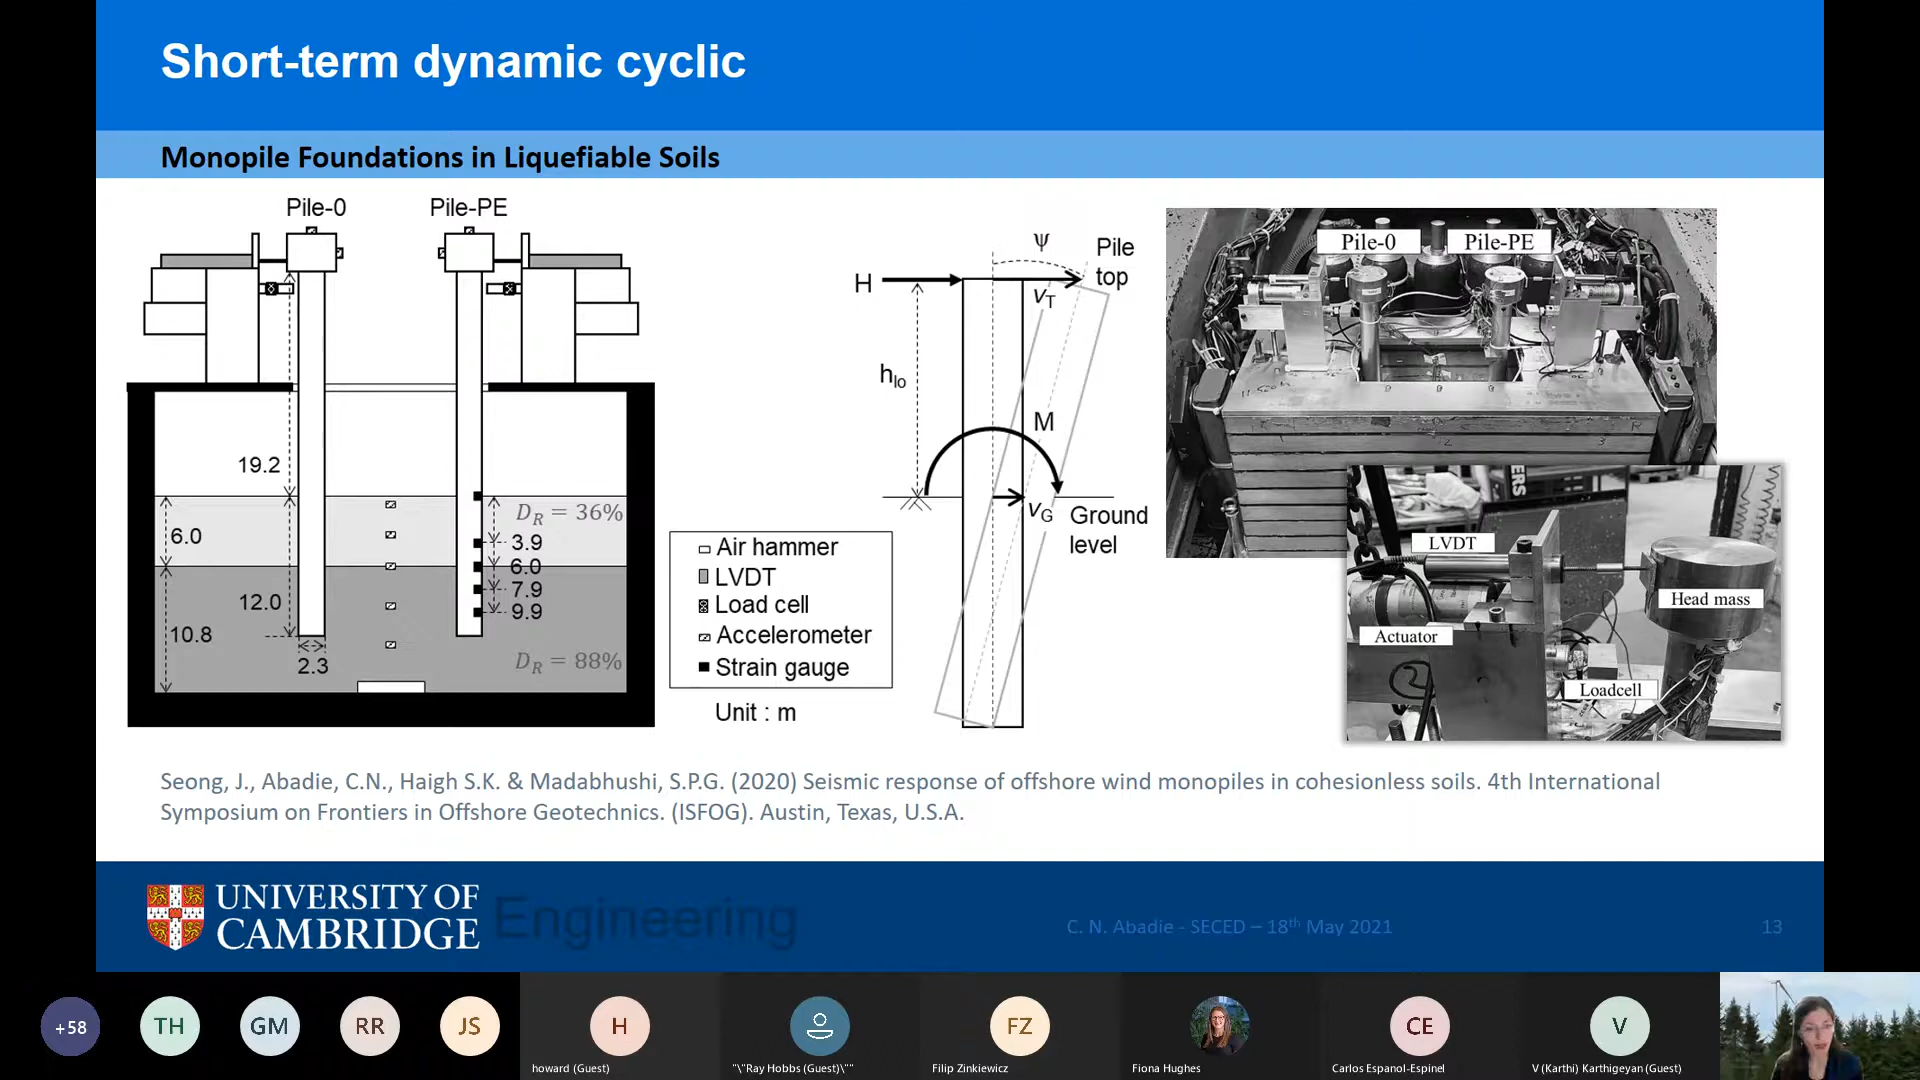 Short-term dynamic cyclic
Monopile Foundations in Liquefiable Soils
Pile-0
Pile-PE
19.2
6.0
12.0
10.8
2.3
D_R = 36%
3.9
6.0
7.9
9.9
D_R = 88%
Air hammer
LVDT
Load cell
Accelerometer
Strain gauge
Unit : m
ψ
Pile
top
H
v_T
h_lo
M
v_G
Ground
level
Pile-0
Pile-PE
LVDT
Head mass
Actuator
Loadcell
Seong, J., Abadie, C.N., Haigh S.K. & Madabhushi, S.P.G. (2020) Seismic response of offshore wind monopiles in cohesionless soils. 4th International
Symposium on Frontiers in Offshore Geotechnics. (ISFOG). Austin, Texas, U.S.A.
UNIVERSITY OF
CAMBRIDGE
Engineering
C. N. Abadie - SECED – 18th May 2021
13
+58
TH
GM
RR
JS
H
FZ
CE
V
howard (Guest)
"\"Ray Hobbs (Guest)\""
Filip Zinkiewicz
Fiona Hughes
Carlos Espanol-Espinel
V (Karthi) Karthigeyan (Guest)